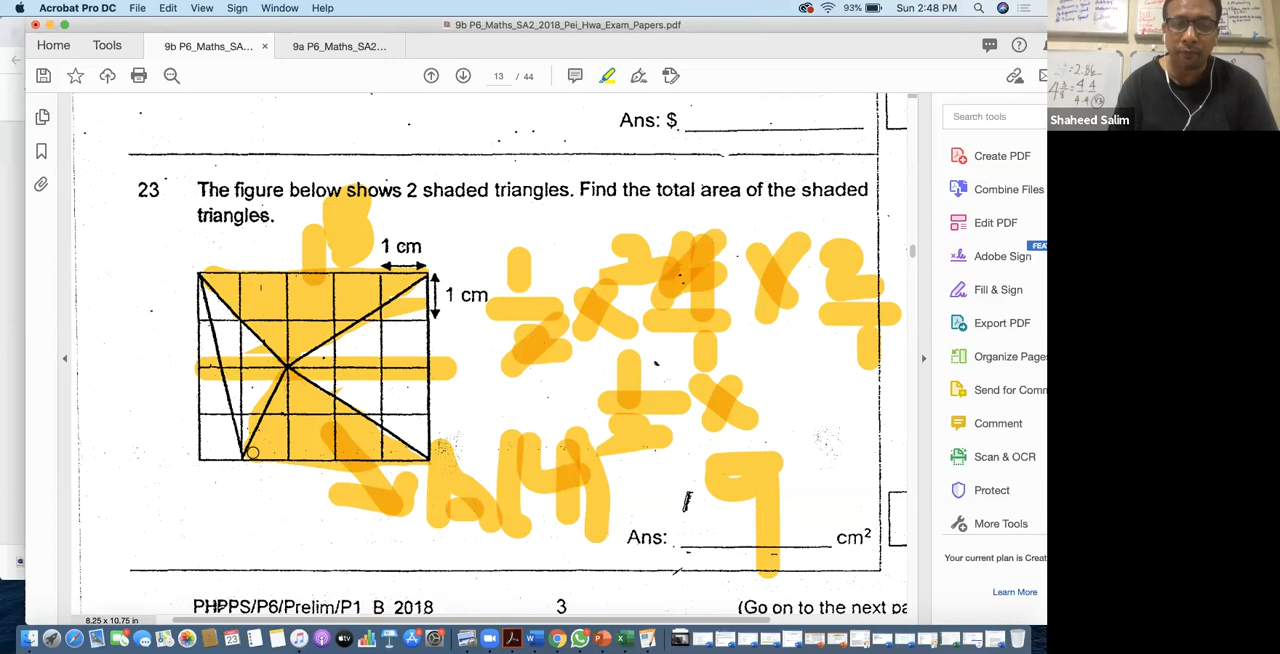 Acrobat Pro DC File Edit View Sign Window Help
93% Sun 2:48 PM
9b P6_Maths_SA2_2018_Pei_Hwa_Exam_Papers.pdf
Home Tools 9b P6_Maths_SA... × 9a P6_Maths_SA2...
13 / 44
Ans: $
23 The figure below shows 2 shaded triangles. Find the total area of the shaded
triangles.
1 cm
1 cm
b(4)
9
Ans: cm²
PHPPS/P6/Prelim/P1_B_2018 3 (Go on to the next pa
8.25 x 10.75 in
Search tools
Create PDF
Combine Files
Edit PDF
FEA
Adobe Sign
Fill & Sign
Export PDF
Organize Pages
Send for Comm
Comment
Scan & OCR
Protect
More Tools
Your current plan is Creat
Learn More
Shaheed Salim